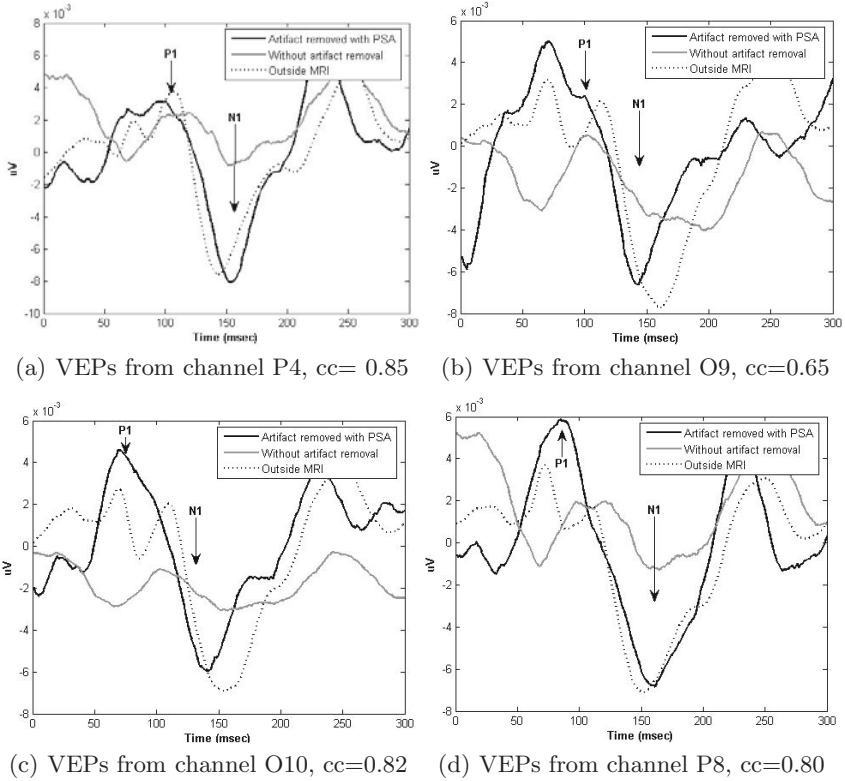 x 10⁻³
8
6
4
2
0
-2
-4
-6
-8
-10
uV
0 50 100 150 200 250 300
Time (msec)
Artifact removed with PSA
Without artifact removal
Outside MRI
P1
N1
(a) VEPs from channel P4, cc= 0.85
x 10⁻³
6
4
2
0
-2
-4
-6
-8
uV
0 50 100 150 200 250 300
Time (msec)
Artifact removed with PSA
Without artifact removal
Outside MRI
P1
N1
(b) VEPs from channel O9, cc=0.65
x 10⁻³
6
4
2
0
-2
-4
-6
-8
uV
0 50 100 150 200 250 300
Time (msec)
Artifact removed with PSA
Without artifact removal
Outside MRI
P1
N1
(c) VEPs from channel O10, cc=0.82
x 10⁻³
6
4
2
0
-2
-4
-6
-8
uV
0 50 100 150 200 250 300
Time (msec)
Artifact removed with PSA
Without artifact removal
Outside MRI
P1
N1
(d) VEPs from channel P8, cc=0.80